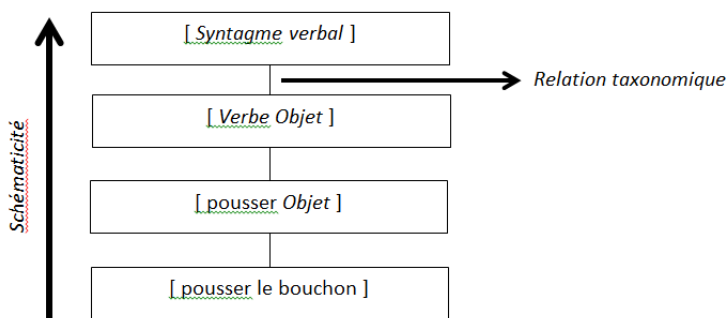 [ Syntagme verbal ]
Relation taxonomique
[ Verbe Objet ]
Schématicité
[ pousser Objet ]
[ pousser le bouchon ]